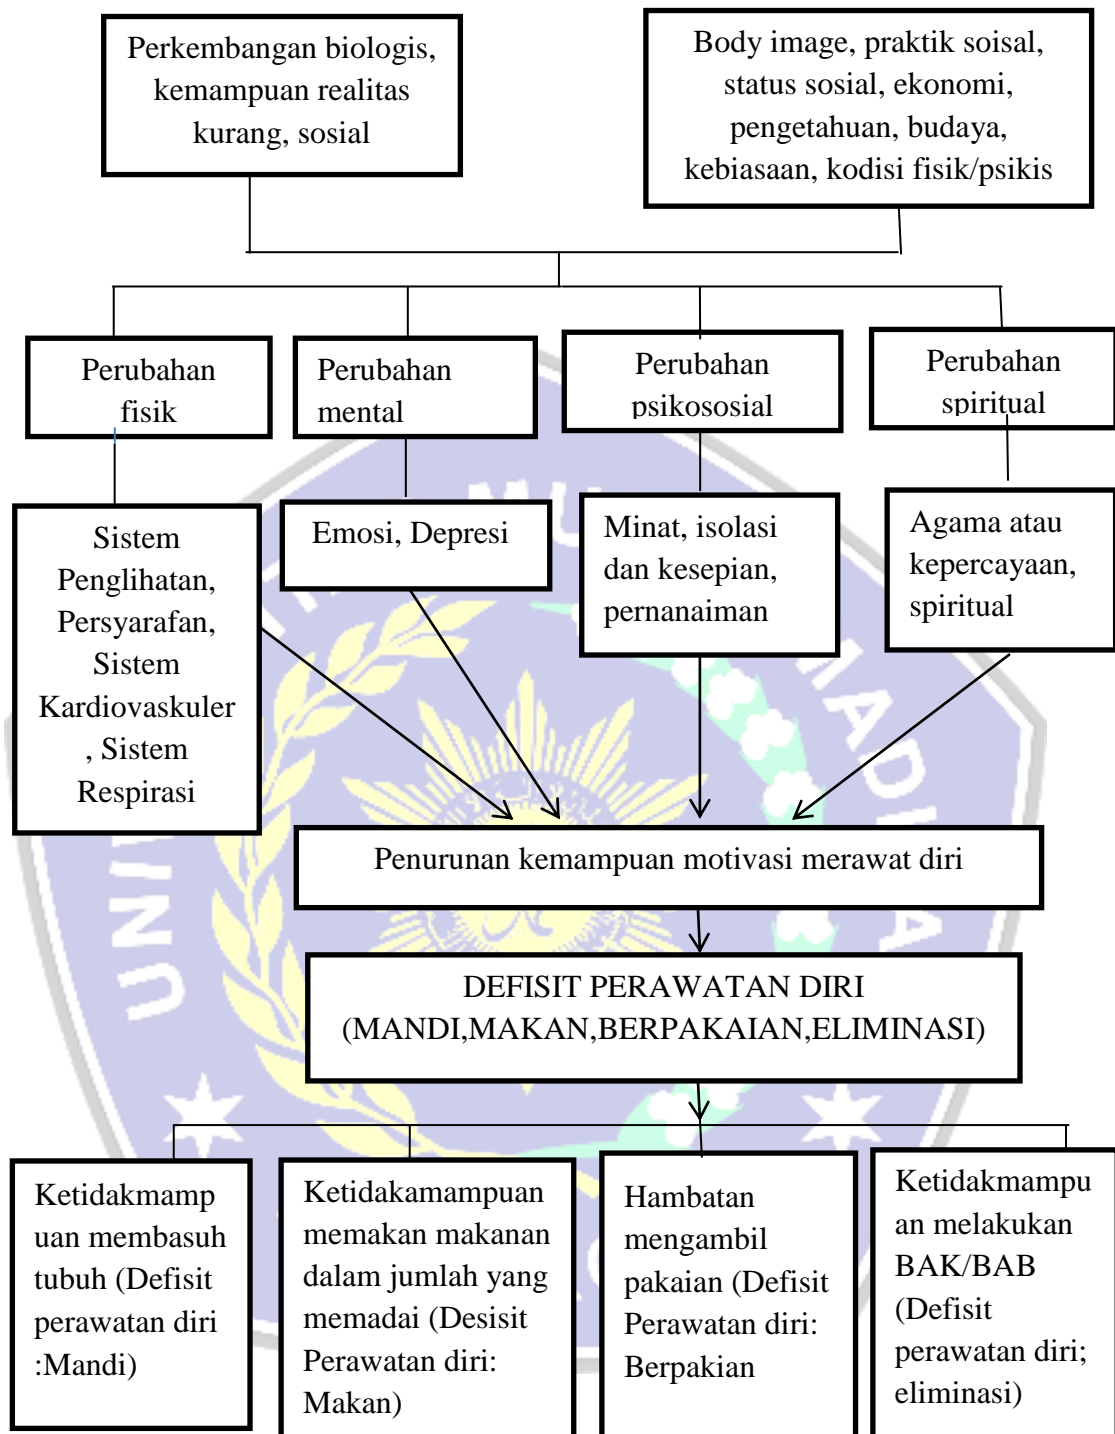 Perkembangan biologis,
kemampuan realitas
kurang, sosial
Body image, praktik soisal,
status sosial, ekonomi,
pengetahuan, budaya,
kebiasaan, kodisi fisik/psikis
Perubahan
fisik
Perubahan
mental
Perubahan
psikososial
Perubahan
spiritual
Sistem
Penglihatan,
Persyarafan,
Sistem
Kardiovaskuler
, Sistem
Respirasi
Emosi, Depresi
Minat, isolasi
dan kesepian,
pernanaiman
Agama atau
kepercayaan,
spiritual
Penurunan kemampuan motivasi merawat diri
DEFISIT PERAWATAN DIRI
(MANDI,MAKAN,BERPAKAIAN,ELIMINASI)
Ketidakmamp
uan membasuh
tubuh (Defisit
perawatan diri
:Mandi)
Ketidakamampuan
memakan makanan
dalam jumlah yang
memadai (Desisit
Perawatan diri:
Makan)
Hambatan
mengambil
pakaian (Defisit
Perawatan diri:
Berpakian
Ketidakmampu
an melakukan
BAK/BAB
(Defisit
perawatan diri;
eliminasi)